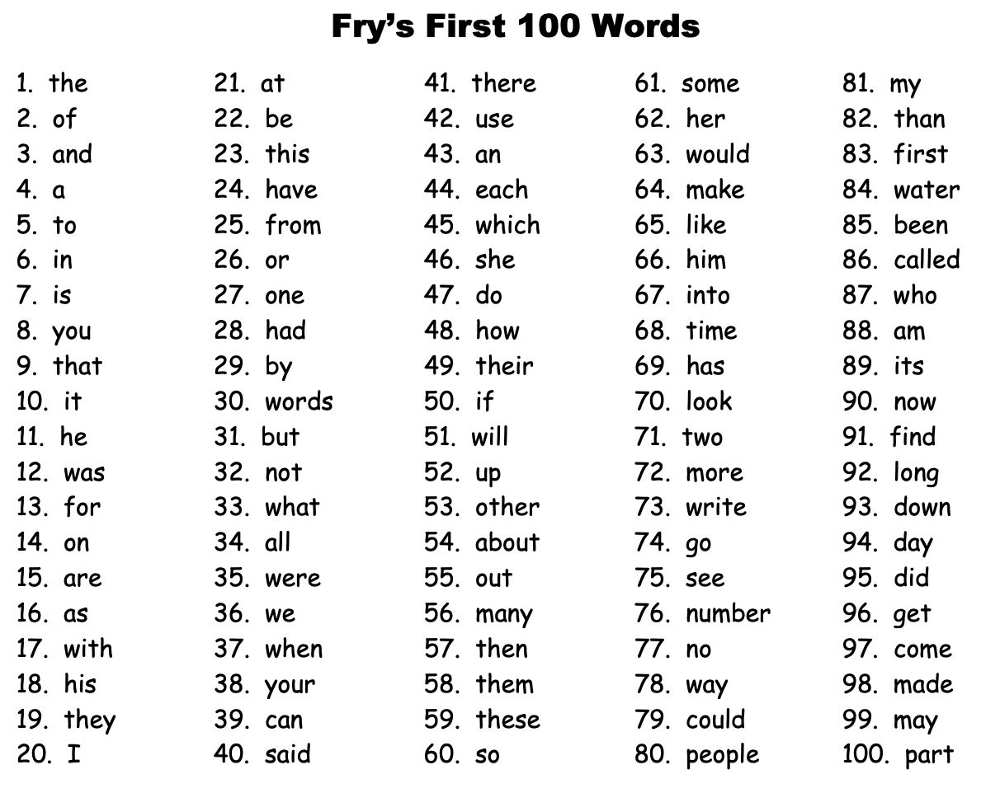 Fry's First 100 Words
1. the
2. of
3. and
4. a
5. to
6. in
7. is
8. you
9. that
10. it
11. he
12. was
13. for
14. on
15. are
16. as
17. with
18. his
19. they
20. I
21. at
22. be
23. this
24. have
25. from
26. or
27. one
28. had
29. by
30. words
31. but
32. not
33. what
34. all
35. were
36. we
37. when
38. your
39. can
40. said
41. there
42. use
43. an
44. each
45. which
46. she
47. do
48. how
49. their
50. if
51. will
52. up
53. other
54. about
55. out
56. many
57. then
58. them
59. these
60. so
61. some
62. her
63. would
64. make
65. like
66. him
67. into
68. time
69. has
70. look
71. two
72. more
73. write
74. go
75. see
76. number
77. no
78. way
79. could
80. people
81. my
82. than
83. first
84. water
85. been
86. called
87. who
88. am
89. its
90. now
91. find
92. long
93. down
94. day
95. did
96. get
97. come
98. made
99. may
100. part